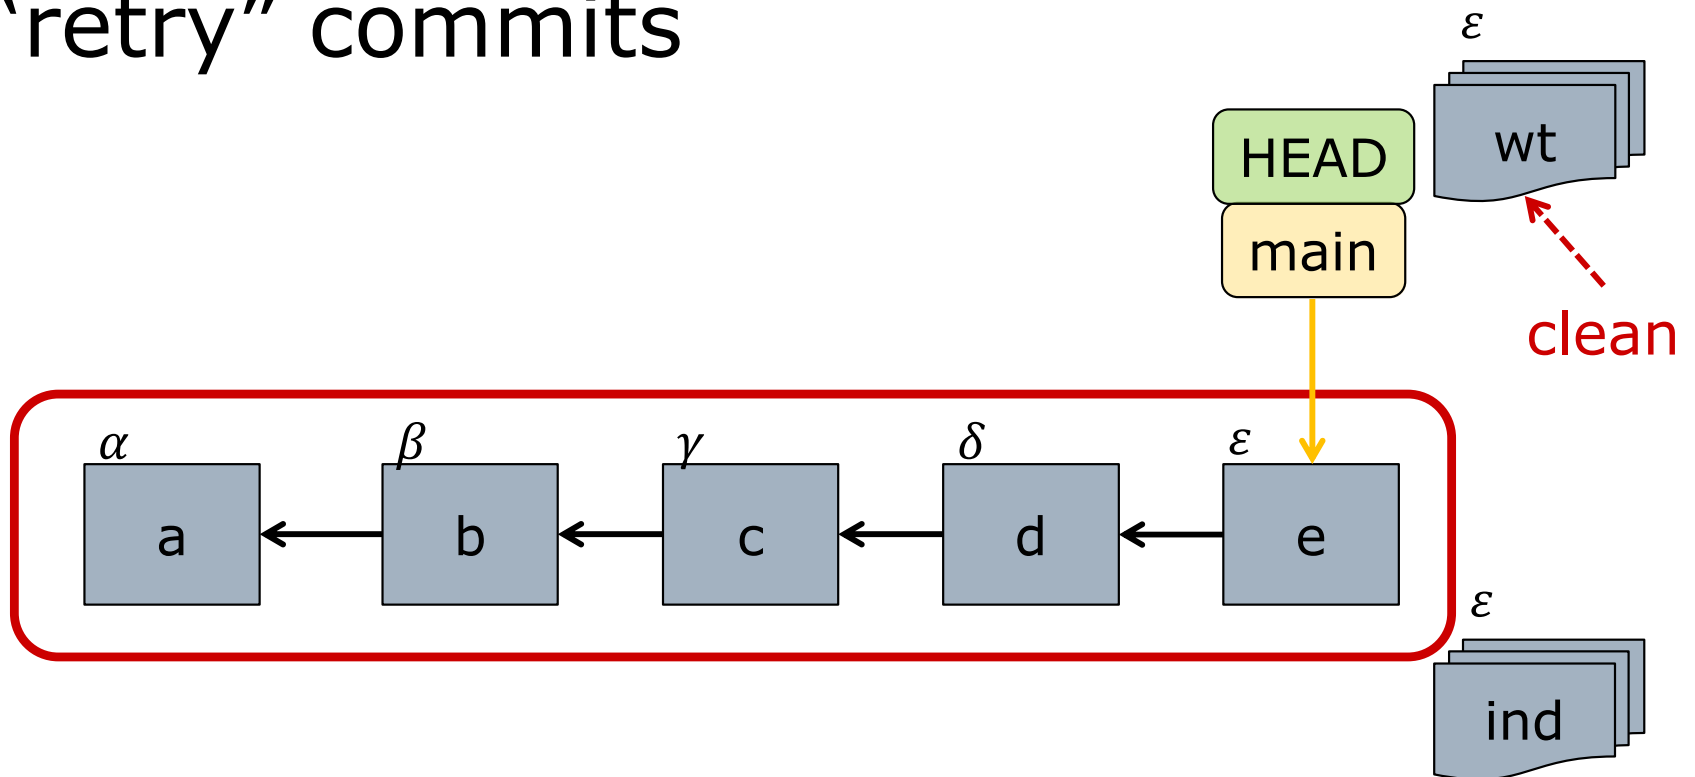 “retry” commits
ε
wt
HEAD
main
clean
α β γ δ ε
a b c d e
ε
ind